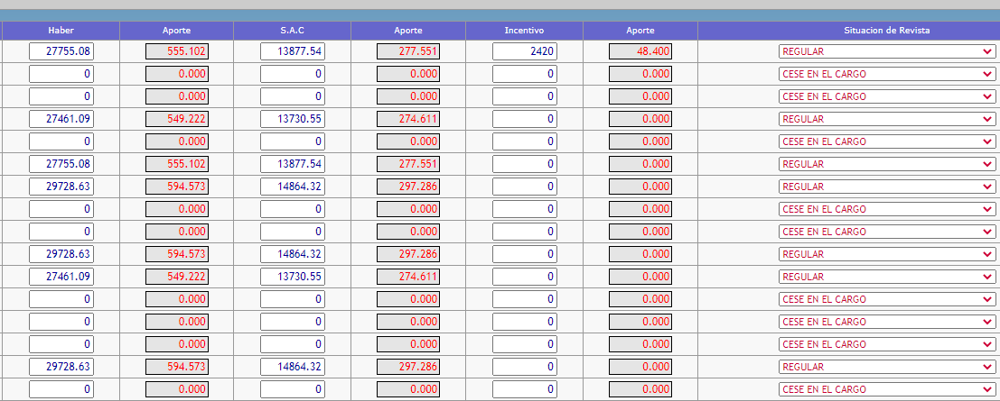 Haber Aporte S.A.C Aporte Incentivo Aporte Situacion de Revista
27755.08 555.102 13877.54 277.551 2420 48.400 REGULAR
0 0.000 0 0.000 0 0.000 CESE EN EL CARGO
0 0.000 0 0.000 0 0.000 CESE EN EL CARGO
27461.09 549.222 13730.55 274.611 0 0.000 REGULAR
0 0.000 0 0.000 0 0.000 CESE EN EL CARGO
27755.08 555.102 13877.54 277.551 0 0.000 REGULAR
29728.63 594.573 14864.32 297.286 0 0.000 REGULAR
0 0.000 0 0.000 0 0.000 CESE EN EL CARGO
0 0.000 0 0.000 0 0.000 CESE EN EL CARGO
29728.63 594.573 14864.32 297.286 0 0.000 REGULAR
27461.09 549.222 13730.55 274.611 0 0.000 REGULAR
0 0.000 0 0.000 0 0.000 CESE EN EL CARGO
0 0.000 0 0.000 0 0.000 CESE EN EL CARGO
0 0.000 0 0.000 0 0.000 CESE EN EL CARGO
29728.63 594.573 14864.32 297.286 0 0.000 REGULAR
0 0.000 0 0.000 0 0.000 CESE EN EL CARGO